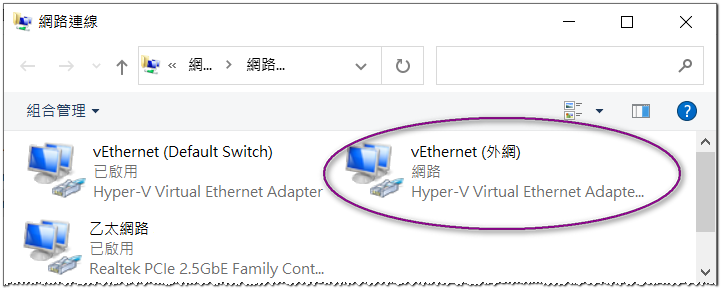 網路連線
« 網... > 網路...
組合管理
vEthernet (Default Switch)
已啟用
Hyper-V Virtual Ethernet Adapter
vEthernet (外網)
網路
Hyper-V Virtual Ethernet Adapte...
乙太網路
已啟用
Realtek PCIe 2.5GbE Family Cont...